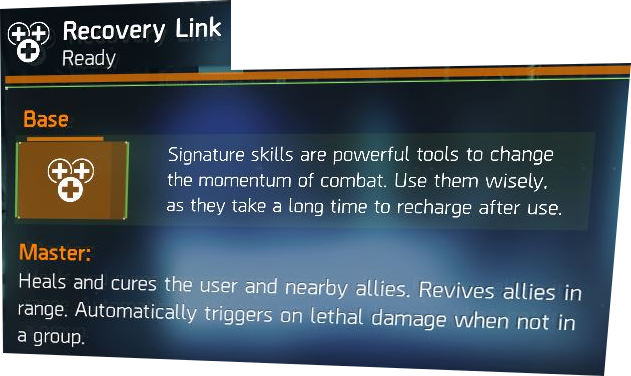 Recovery Link
Ready
Base
Signature skills are powerful tools to change
the momentum of combat. Use them wisely,
as they take a long time to recharge after use.
Master:
Heals and cures the user and nearby allies. Revives allies in
range. Automatically triggers on lethal damage when not in
a group.